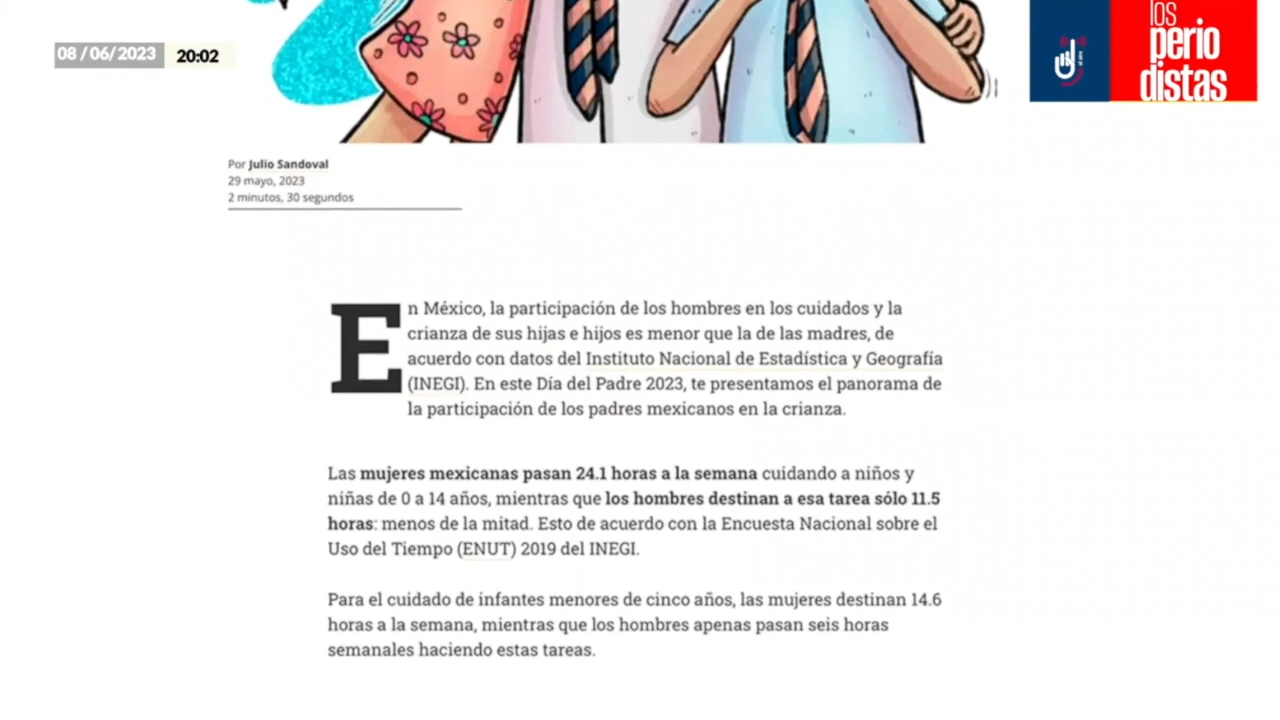 08/06/2023
20:02
los
perio
distas
Por Julio Sandoval
29 mayo, 2023
2 minutos, 30 segundos
En México, la participación de los hombres en los cuidados y la
crianza de sus hijas e hijos es menor que la de las madres, de
acuerdo con datos del Instituto Nacional de Estadística y Geografía
(INEGI). En este Día del Padre 2023, te presentamos el panorama de
la participación de los padres mexicanos en la crianza.
Las mujeres mexicanas pasan 24.1 horas a la semana cuidando a niños y
niñas de 0 a 14 años, mientras que los hombres destinan a esa tarea sólo 11.5
horas: menos de la mitad. Esto de acuerdo con la Encuesta Nacional sobre el
Uso del Tiempo (ENUT) 2019 del INEGI.
Para el cuidado de infantes menores de cinco años, las mujeres destinan 14.6
horas a la semana, mientras que los hombres apenas pasan seis horas
semanales haciendo estas tareas.